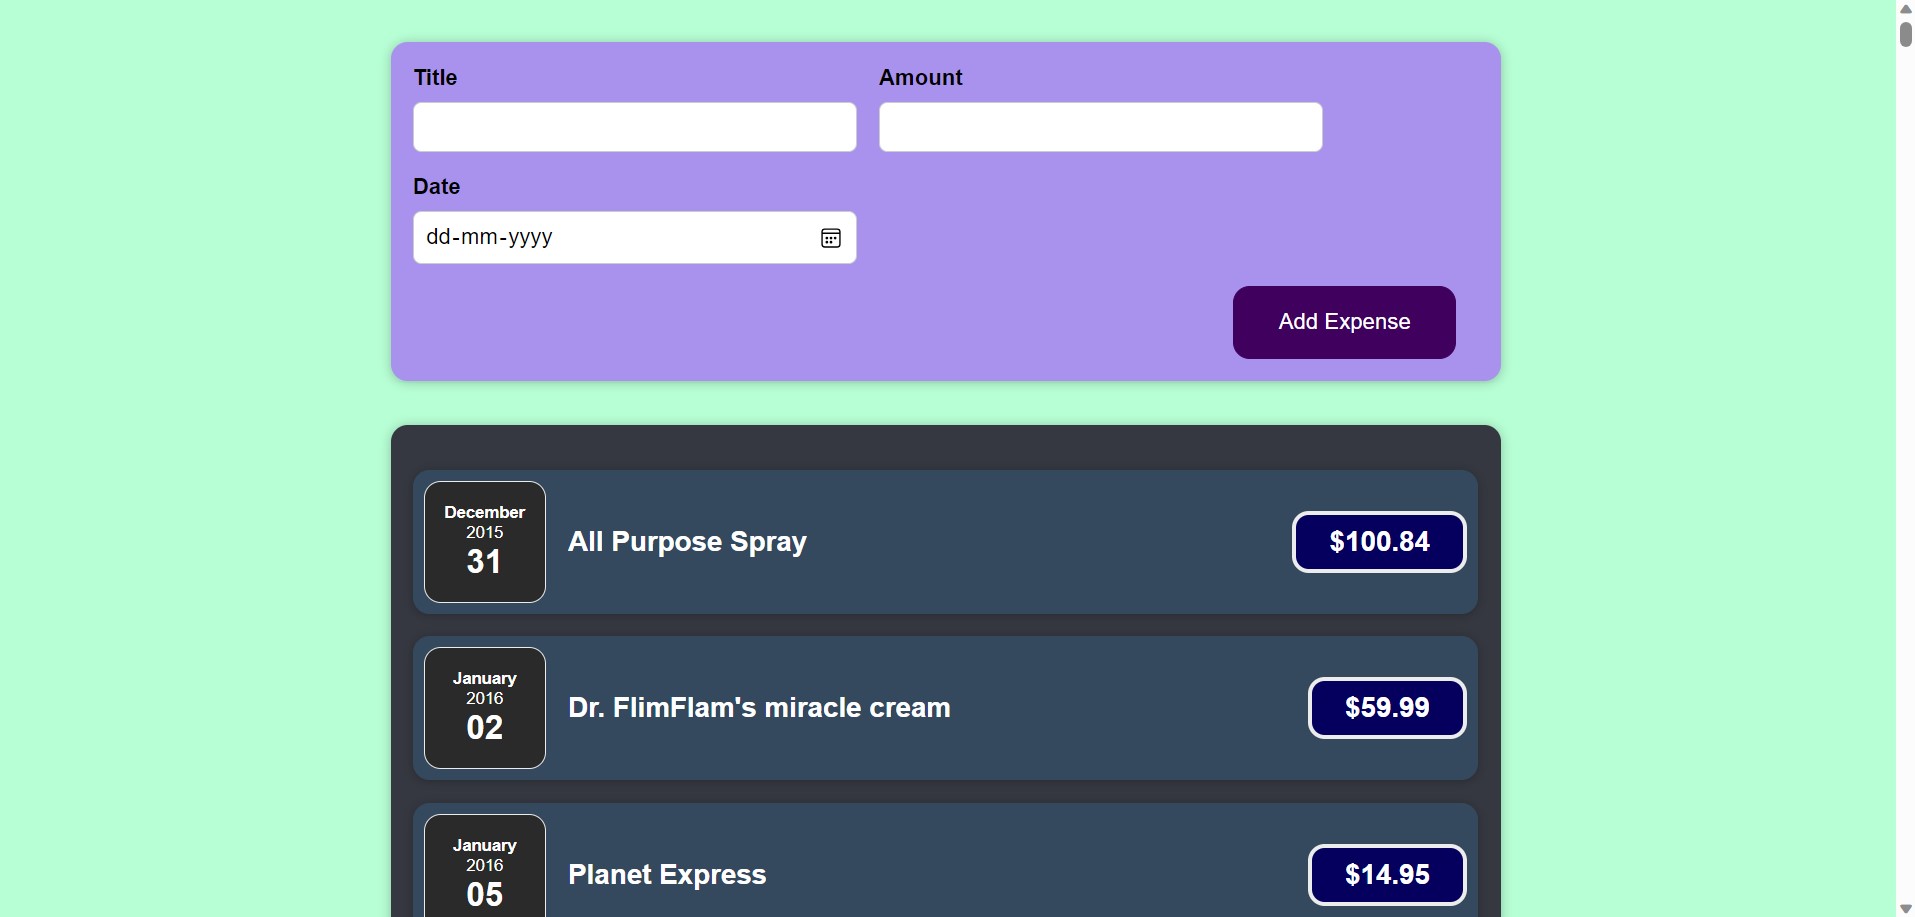 Title
Amount
Date
dd-mm-yyyy
Add Expense
December
2015
31
All Purpose Spray
$100.84
January
2016
02
Dr. FlimFlam's miracle cream
$59.99
January
2016
05
Planet Express
$14.95